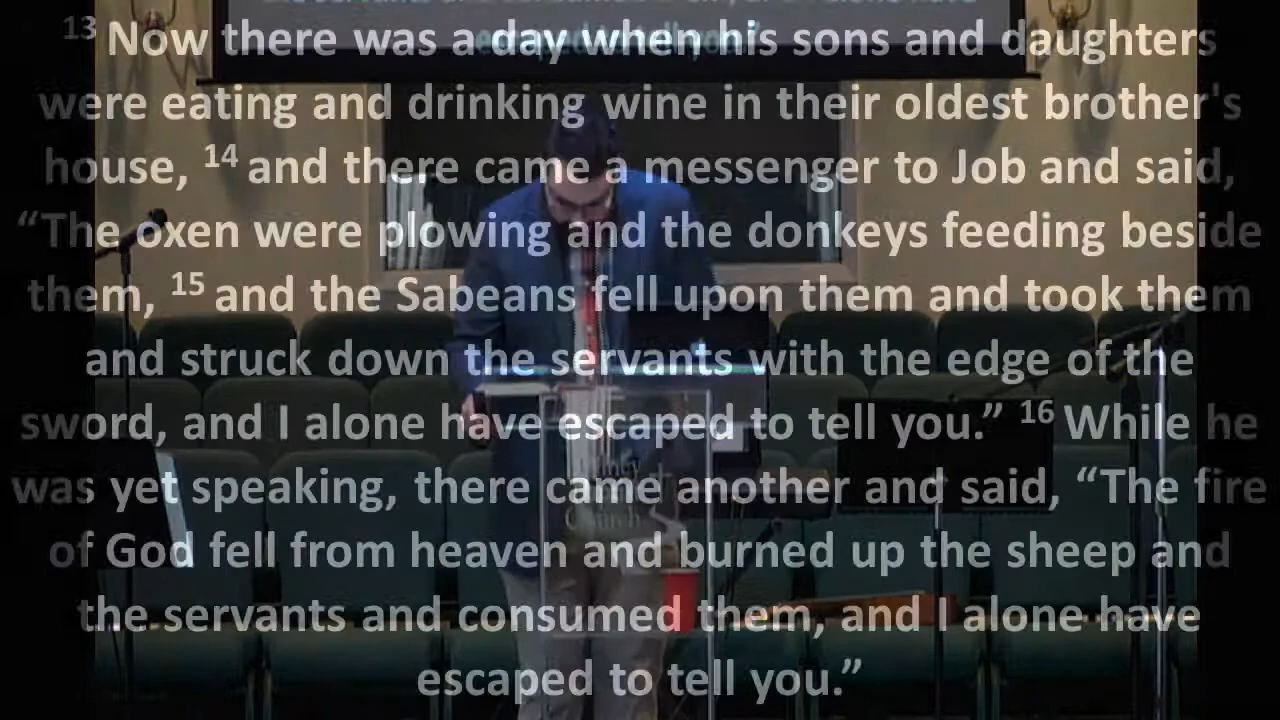 13 Now there was a day when his sons and daughters
were eating and drinking wine in their oldest brother's
house, 14 and there came a messenger to Job and said,
“The oxen were plowing and the donkeys feeding beside
them, 15 and the Sabeans fell upon them and took them
and struck down the servants with the edge of the
sword, and I alone have escaped to tell you.” 16 While he
was yet speaking, there came another and said, “The fire
of God fell from heaven and burned up the sheep and
the servants and consumed them, and I alone have
escaped to tell you.”
Church